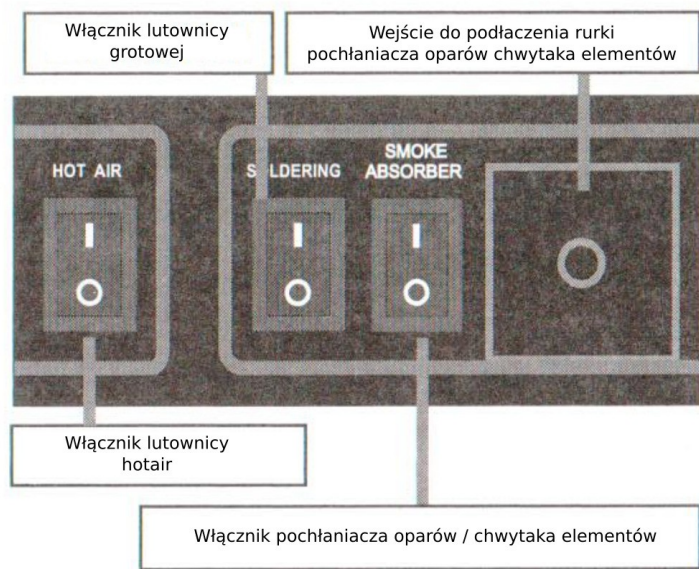 Włącznik lutownicy
grotowej
Wejście do podłaczenia rurki
pochłaniacza oparów chwytaka elementów
HOT AIR
S LDERING
SMOKE
ABSORBER
Włącznik lutownicy
hotair
Włącznik pochłaniacza oparów / chwytaka elementów